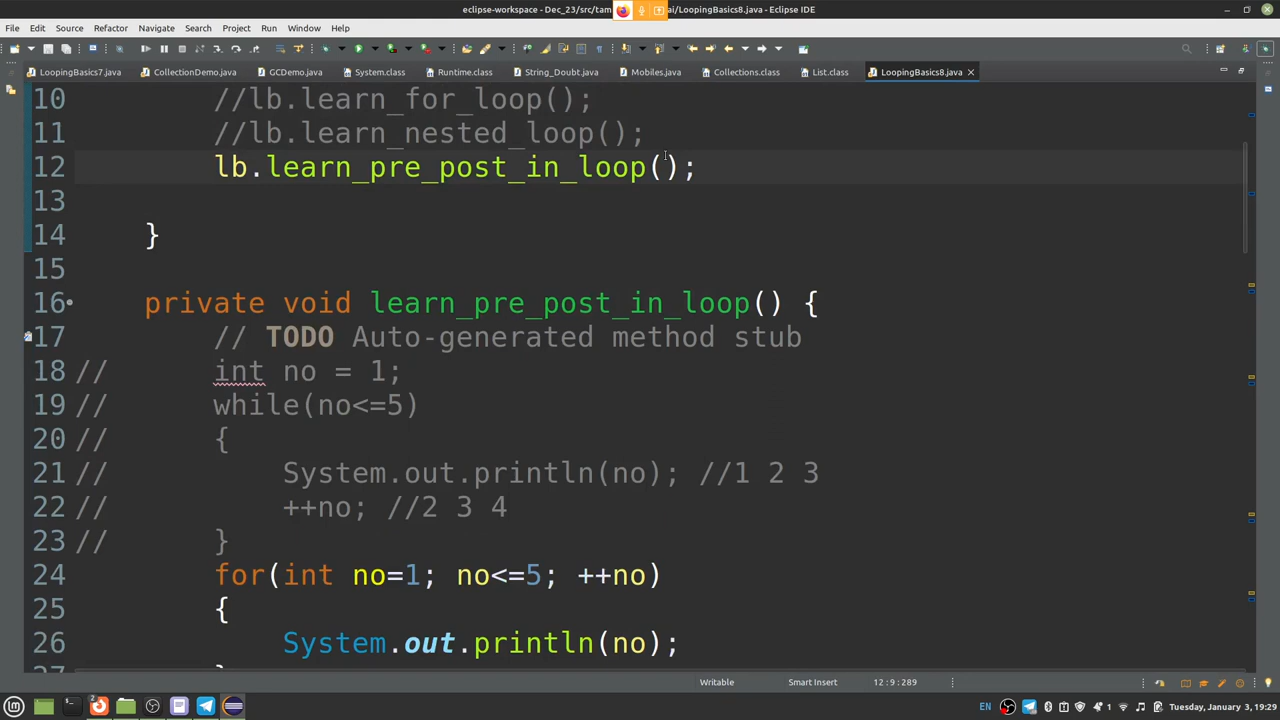 eclipse-workspace - Dec_23/src/tam ai/LoopingBasics8.java - Eclipse IDE
File Edit Source Refactor Navigate Search Project Run Window Help
LoopingBasics7.java CollectionDemo.java GCDemo.java System.class Runtime.class String_Doubt.java Mobiles.java Collections.class List.class LoopingBasics8.java
10 //lb.learn_for_loop();
11 //lb.learn_nested_loop();
12 lb.learn_pre_post_in_loop();
13
14 }
15
16 private void learn_pre_post_in_loop() {
17 // TODO Auto-generated method stub
18 // int no = 1;
19 // while(no<=5)
20 // {
21 // System.out.println(no); //1 2 3
22 // ++no; //2 3 4
23 // }
24 for(int no=1; no<=5; ++no)
25 {
26 System.out.println(no);
Writable Smart Insert 12 : 9 : 289
EN 1 Tuesday, January 3, 19:29